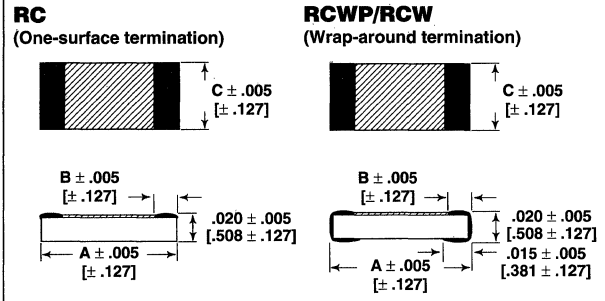 RC
(One-surface termination)
C ± .005
[± .127]
B ± .005
[± .127]
.020 ± .005
[.508 ± .127]
A ± .005
[± .127]
RCWP/RCW
(Wrap-around termination)
C ± .005
[± .127]
B ± .005
[± .127]
.020 ± .005
[.508 ± .127]
.015 ± .005
[.381 ± .127]
A ± .005
[± .127]